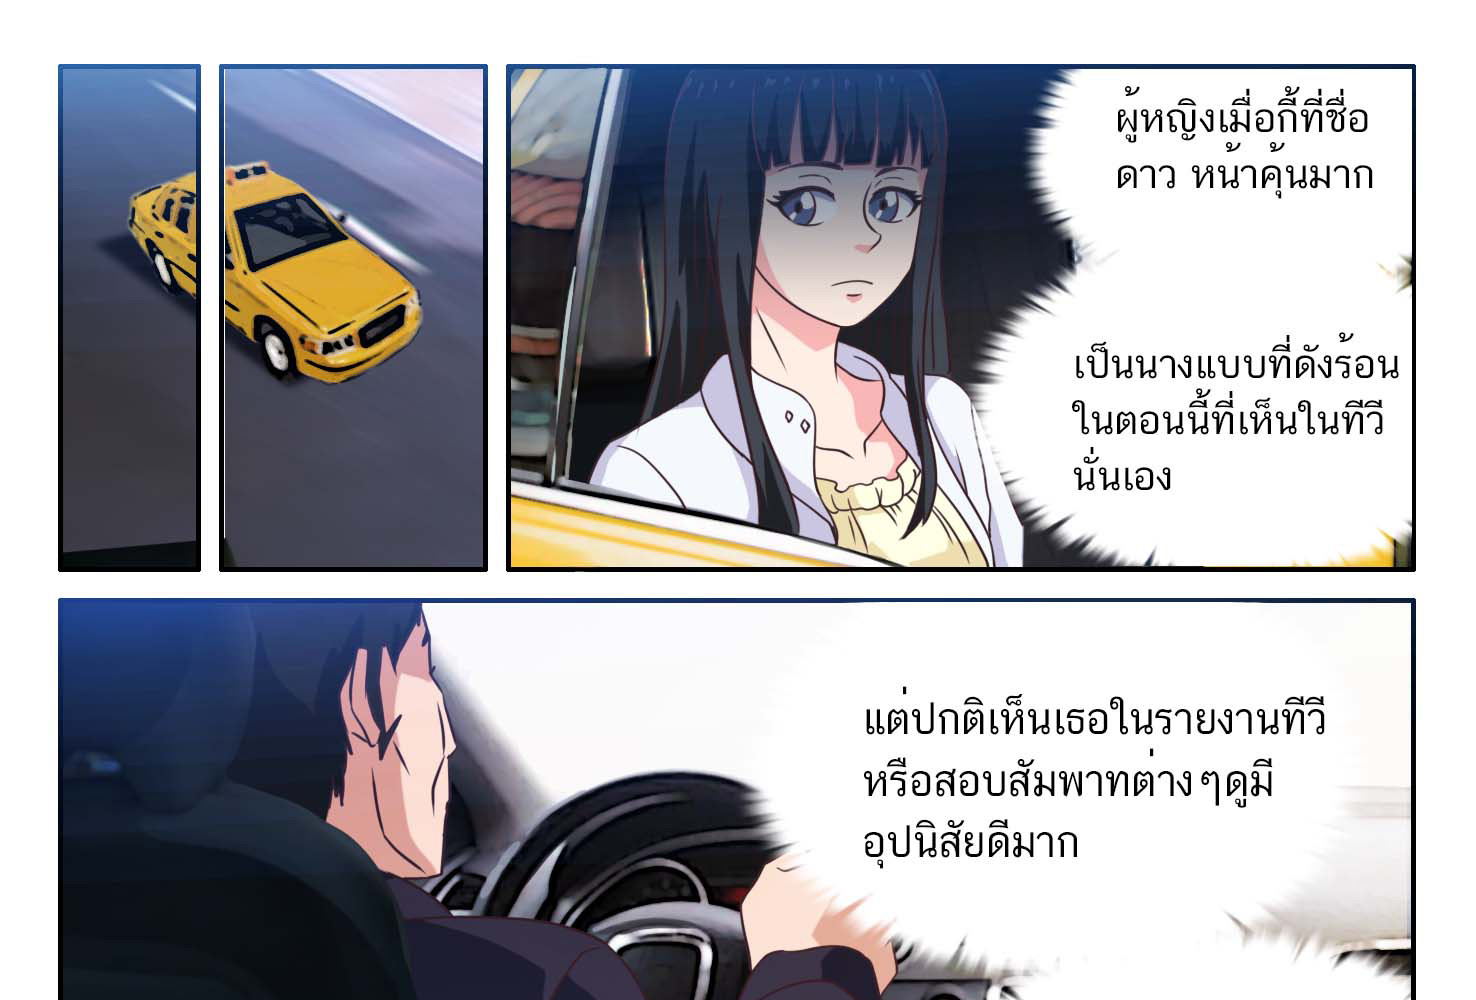 ผู้หญิงเมื่อกี้ที่ชื่อ
ดาว หน้าคุ้นมาก
เป็นนางแบบที่ดังร้อน
ในตอนนี้ที่เห็นในทีวี
นั่นเอง
แต่ปกติเห็นเธอในรายงานทีวี
หรือสอบสัมพาทต่างๆดูมี
อุปนิสัยดีมาก